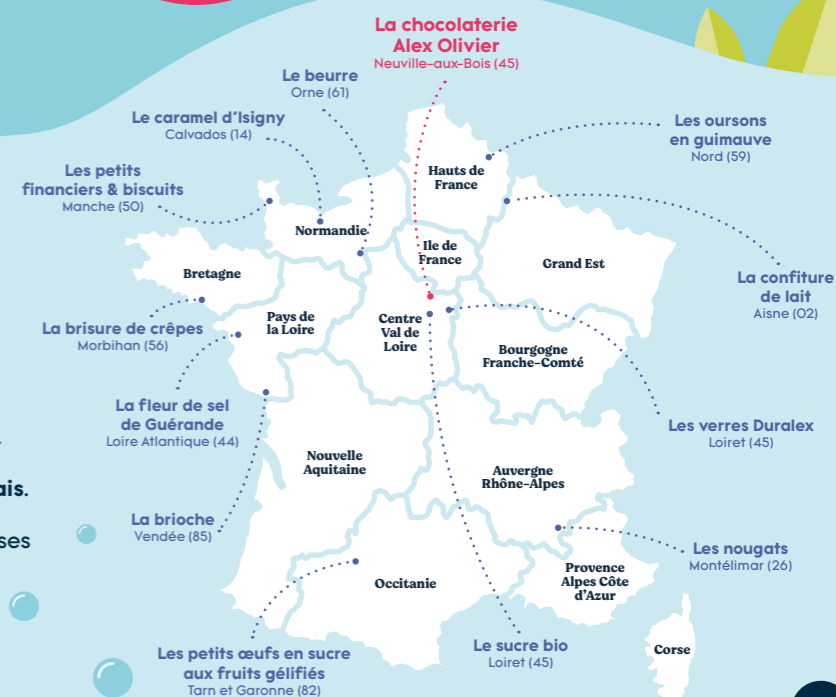 La chocolaterie
Alex Olivier
Neuville-aux-Bois (45)
Le beurre
Orne (61)
Le caramel d'Isigny
Calvados (14)
Les petits
financiers & biscuits
Manche (50)
Les oursons
en guimauve
Nord (59)
Hauts de
France
Normandie
Ile de
France
Grand Est
Bretagne
La confiture
de lait
Aisne (02)
Pays de
la Loire
Centre
Val de
Loire
La brisure de crêpes
Morbihan (56)
Bourgogne
Franche-Comté
La fleur de sel
de Guérande
Loire Atlantique (44)
Les verres Duralex
Loiret (45)
Nouvelle
Aquitaine
Auvergne
Rhône-Alpes
ais.
La brioche
Vendée (85)
ses
Les nougats
Montélimar (26)
Occitanie
Provence
Alpes Côte
d'Azur
Les petits œufs en sucre
aux fruits gélifiés
Tarn et Garonne (82)
Le sucre bio
Loiret (45)
Corse